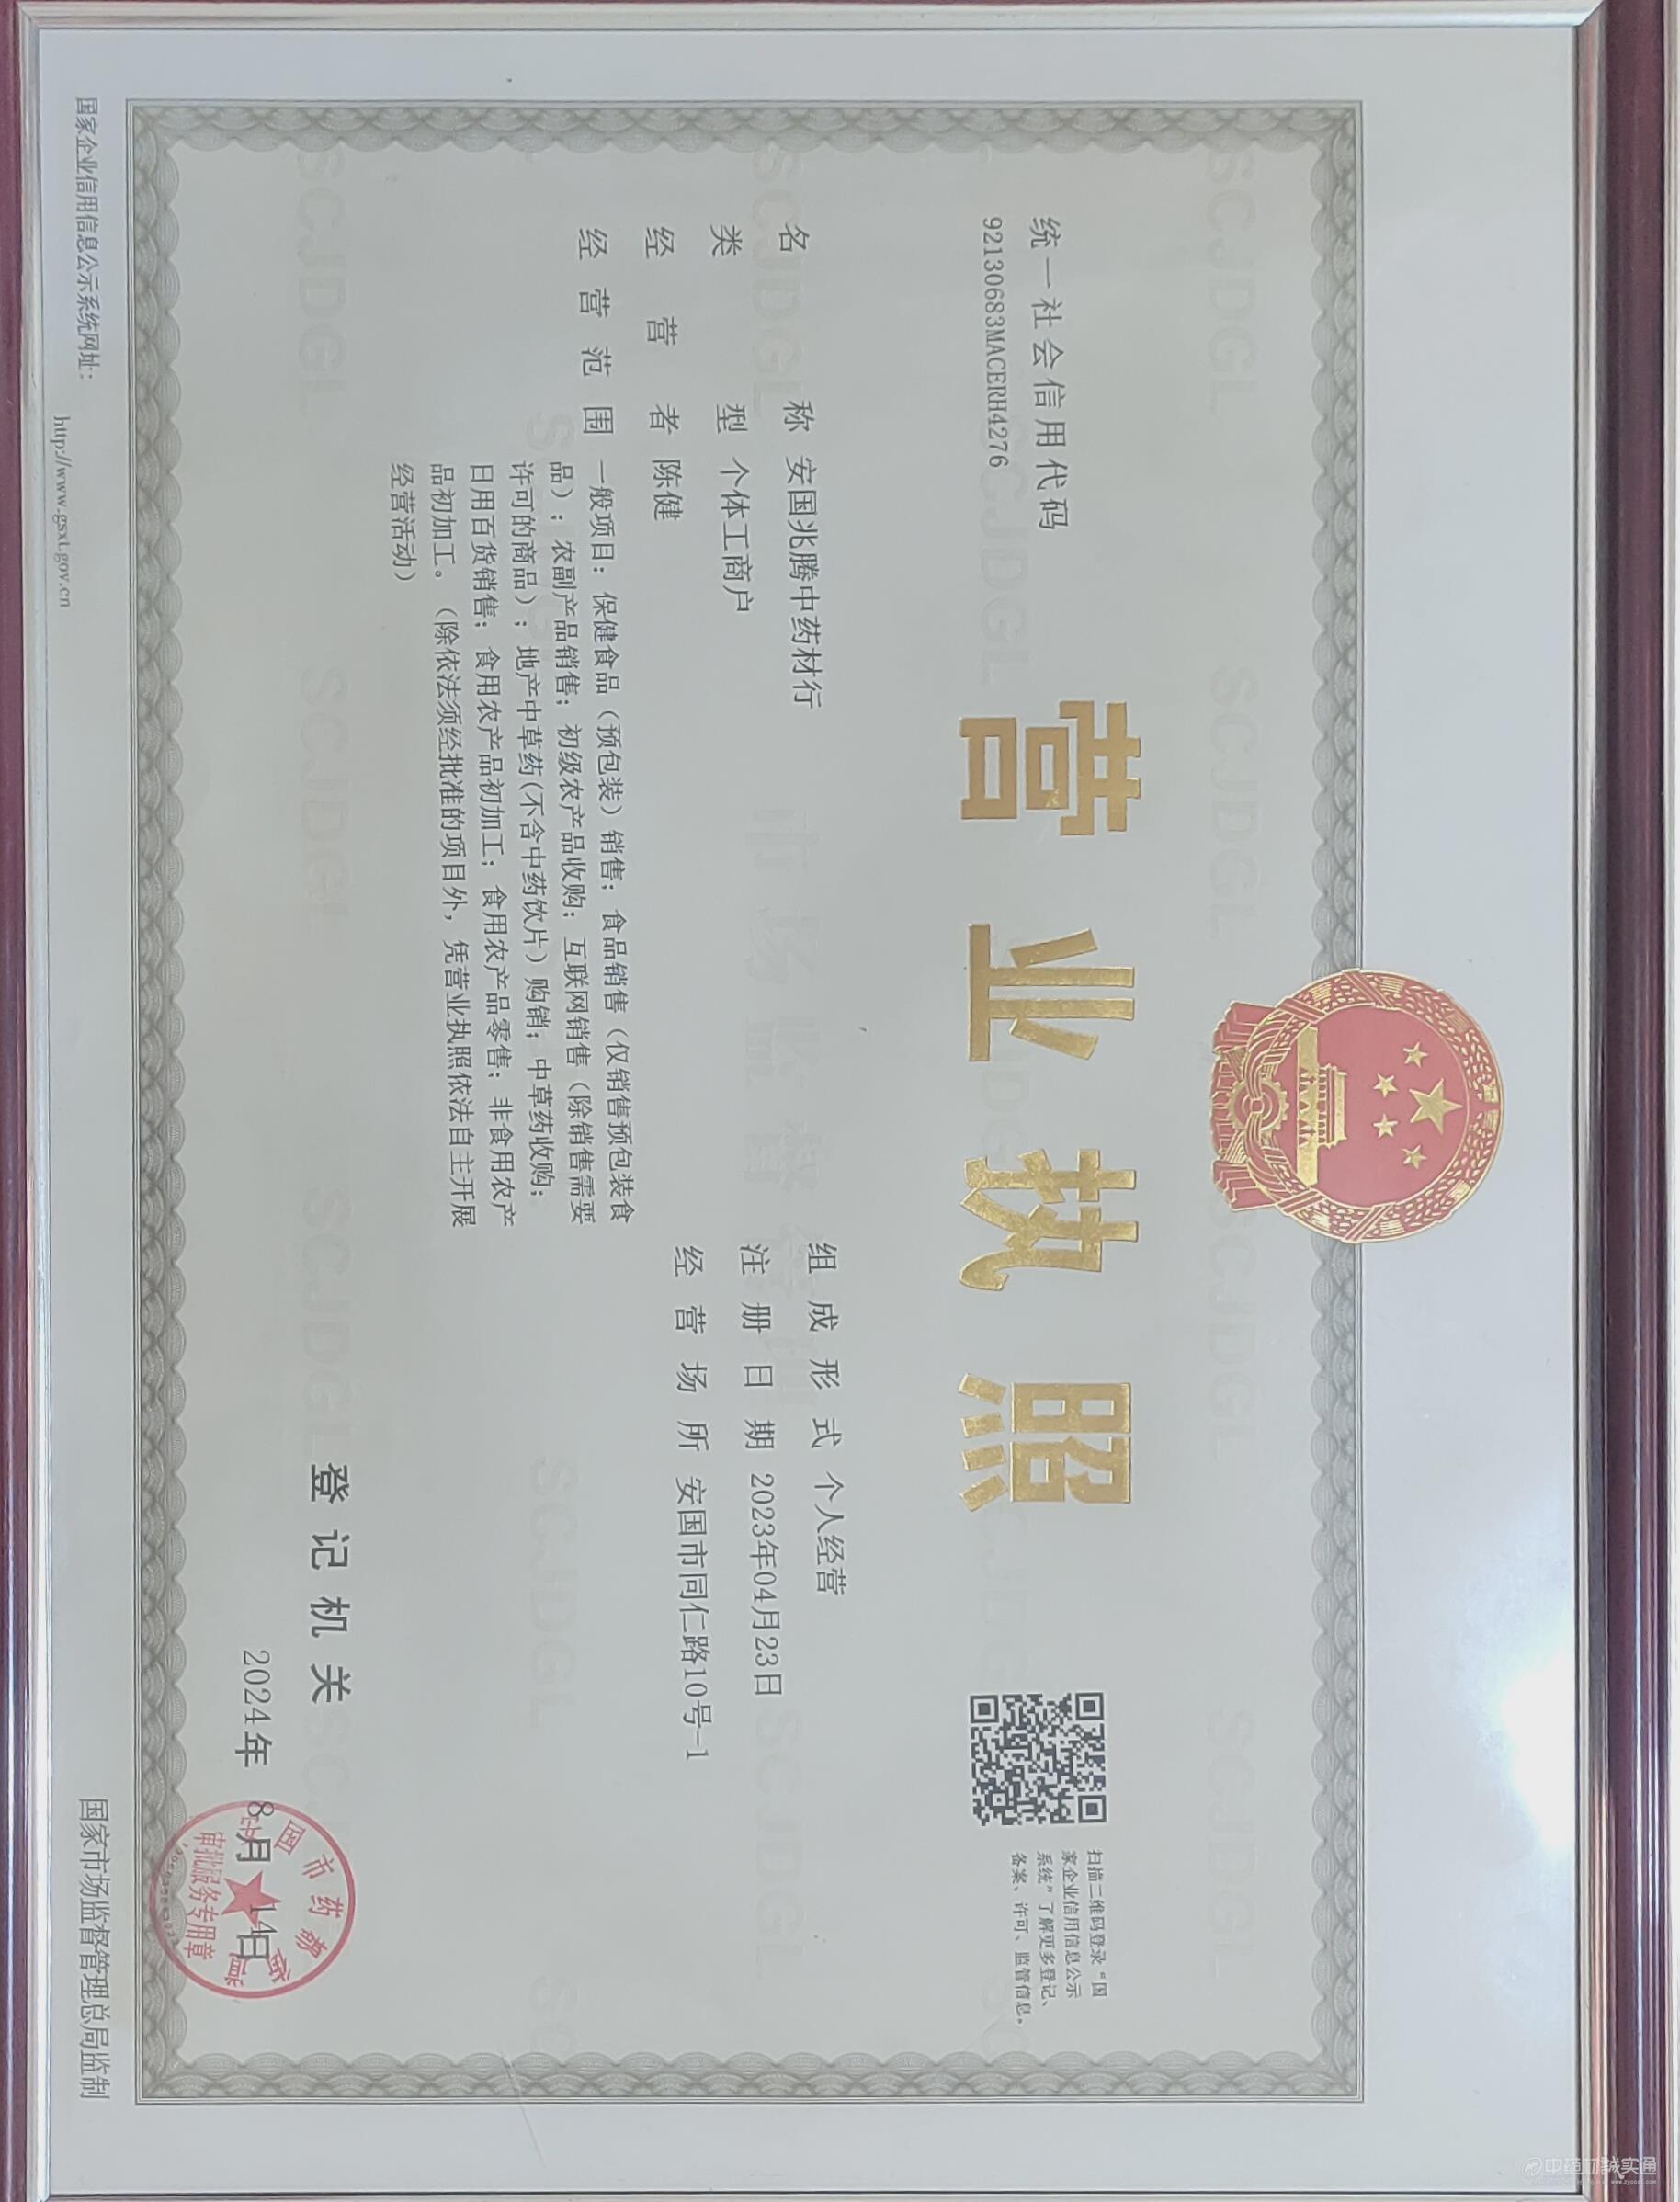 营业执照
统一社会信用代码
92130683MACERH4276
扫描二维码登录“国
家企业信用信息公示
系统”了解更多登记、
备案、许可、监管信息。
名称 安国兆腾中药材行
类型 个体工商户
经营者 陈健
经营范围 一般项目：保健食品（预包装）销售；食品销售（仅销售预包装食
品）；农副产品销售；初级农产品收购；互联网销售（除销售需要
许可的商品）；地产中草药(不含中药饮片）购销；中草药收购；
日用百货销售；食用农产品初加工；食用农产品零售；非食用农产
品初加工。（除依法须经批准的项目外，凭营业执照依法自主开展
经营活动）
组成形式 个人经营
注册日期 2023年04月23日
经营场所 安国市同仁路10号-1
登记机关
2024年 8月 14日
审批服务专用章
国家企业信用信息公示系统网址：
http://www.gsxt.gov.cn
国家市场监督管理总局监制
SCJDGL